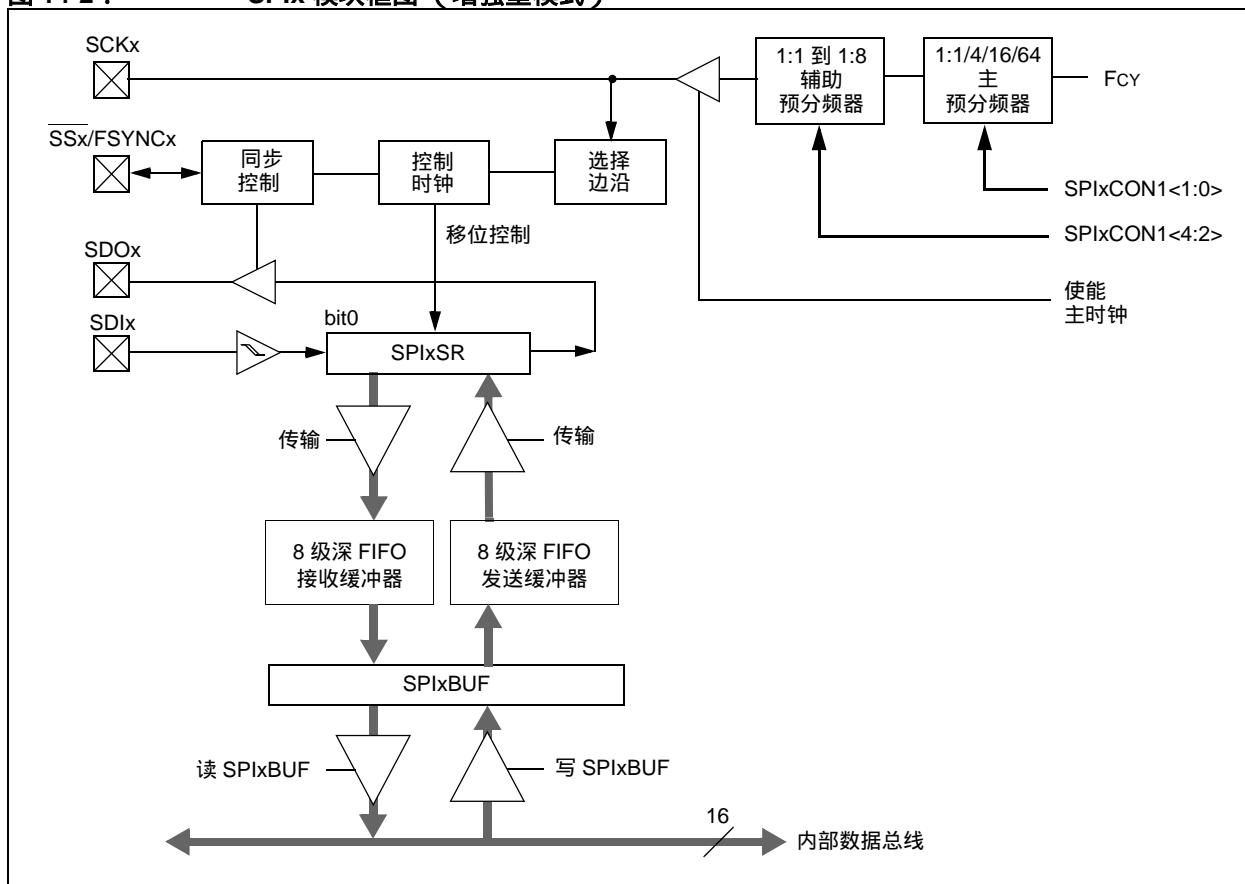 SCKx
1:1 到 1:8
辅助
预分频器
1:1/4/16/64
主
预分频器
FCY
SSx/FSYNCx
同步
控制
控制
时钟
选择
边沿
SPIxCON1<1:0>
移位控制
SPIxCON1<4:2>
SDOx
使能
主时钟
SDIx
bit0
SPIxSR
传输
传输
8 级深 FIFO
接收缓冲器
8 级深 FIFO
发送缓冲器
SPIxBUF
读 SPIxBUF
写 SPIxBUF
16
内部数据总线